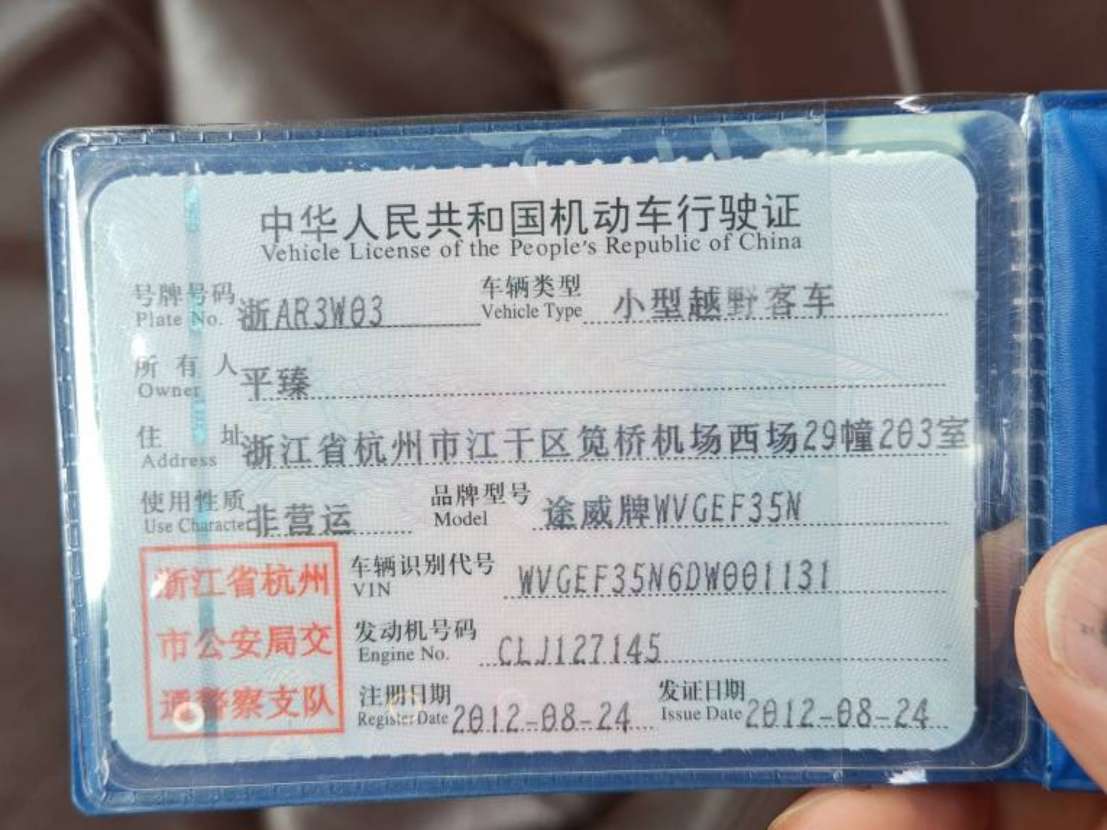 中华人民共和国机动车行驶证
Vehicle License of the People's Republic of China
号牌号码 浙AR3W03 车辆类型 小型越野客车
Plate No. Vehicle Type
所有人 平臻
Owner
住址 浙江省杭州市江干区笕桥机场西场29幢203室
Address
使用性质 非营运 品牌型号 途威牌WVGEF35N
Use Character Model
浙江省杭州
市公安局交
通警察支队
车辆识别代号 WVGEF35N6DW001131
VIN
发动机号码 CLJ127145
Engine No.
注册日期 2012-08-24 发证日期 2012-08-24
Register Date Issue Date